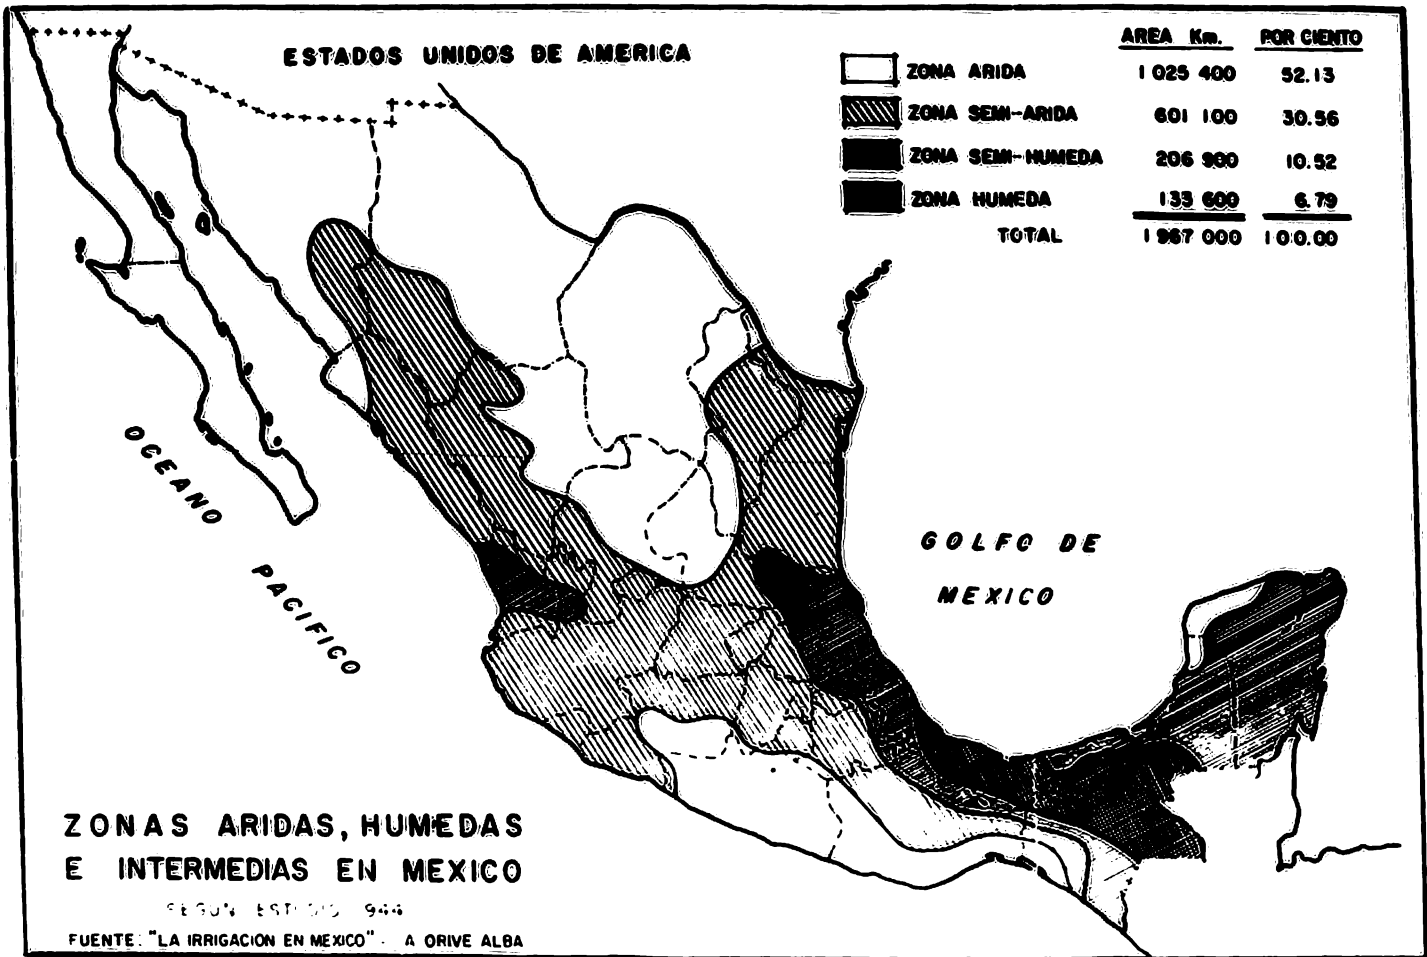 ESTADOS UNIDOS DE AMERICA
AREA Km. POR CIENTO
ZONA ARIDA 1 025 400 52.13
ZONA SEMI-ARIDA 601 100 30.56
ZONA SEMI-HUMEDA 206 900 10.52
ZONA HUMEDA 133 600 6.79
TOTAL 1 967 000 100.00
OCEANO PACIFICO
GOLFO DE
MEXICO
ZONAS ARIDAS, HUMEDAS
E INTERMEDIAS EN MEXICO
SEGUN 944
FUENTE: "LA IRRIGACION EN MEXICO" - A ORIVE ALBA